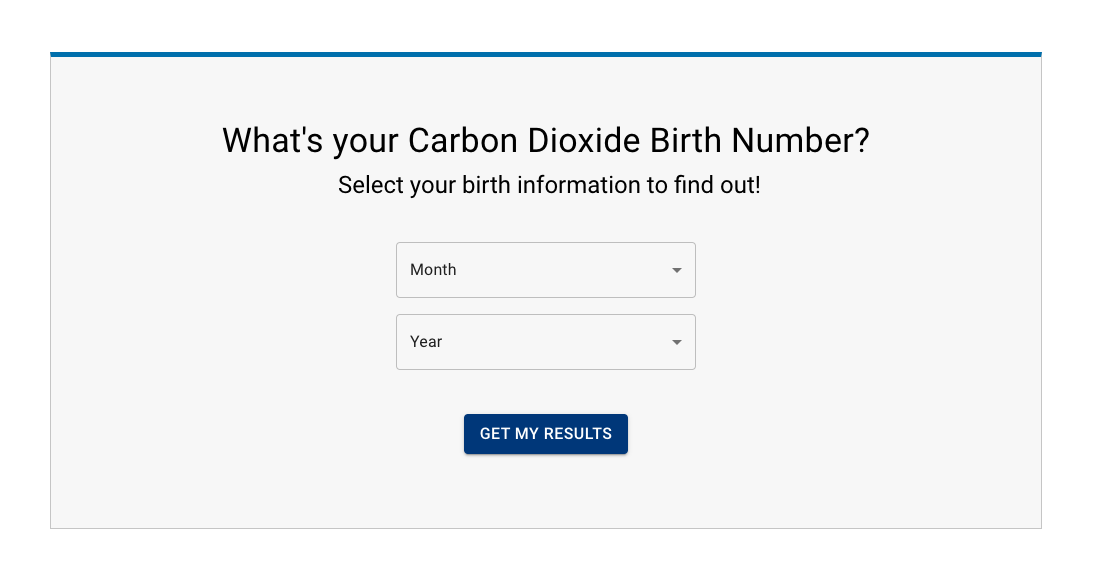 What's your Carbon Dioxide Birth Number?
Select your birth information to find out!
Month
Year
GET MY RESULTS